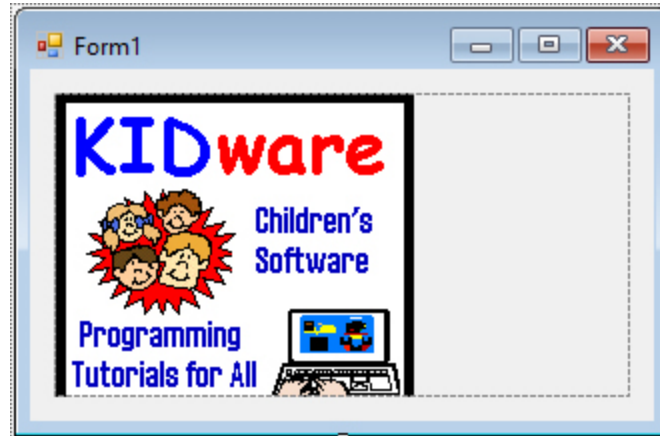 Form1
KIDware
Children's
Software
Programming
Tutorials for All